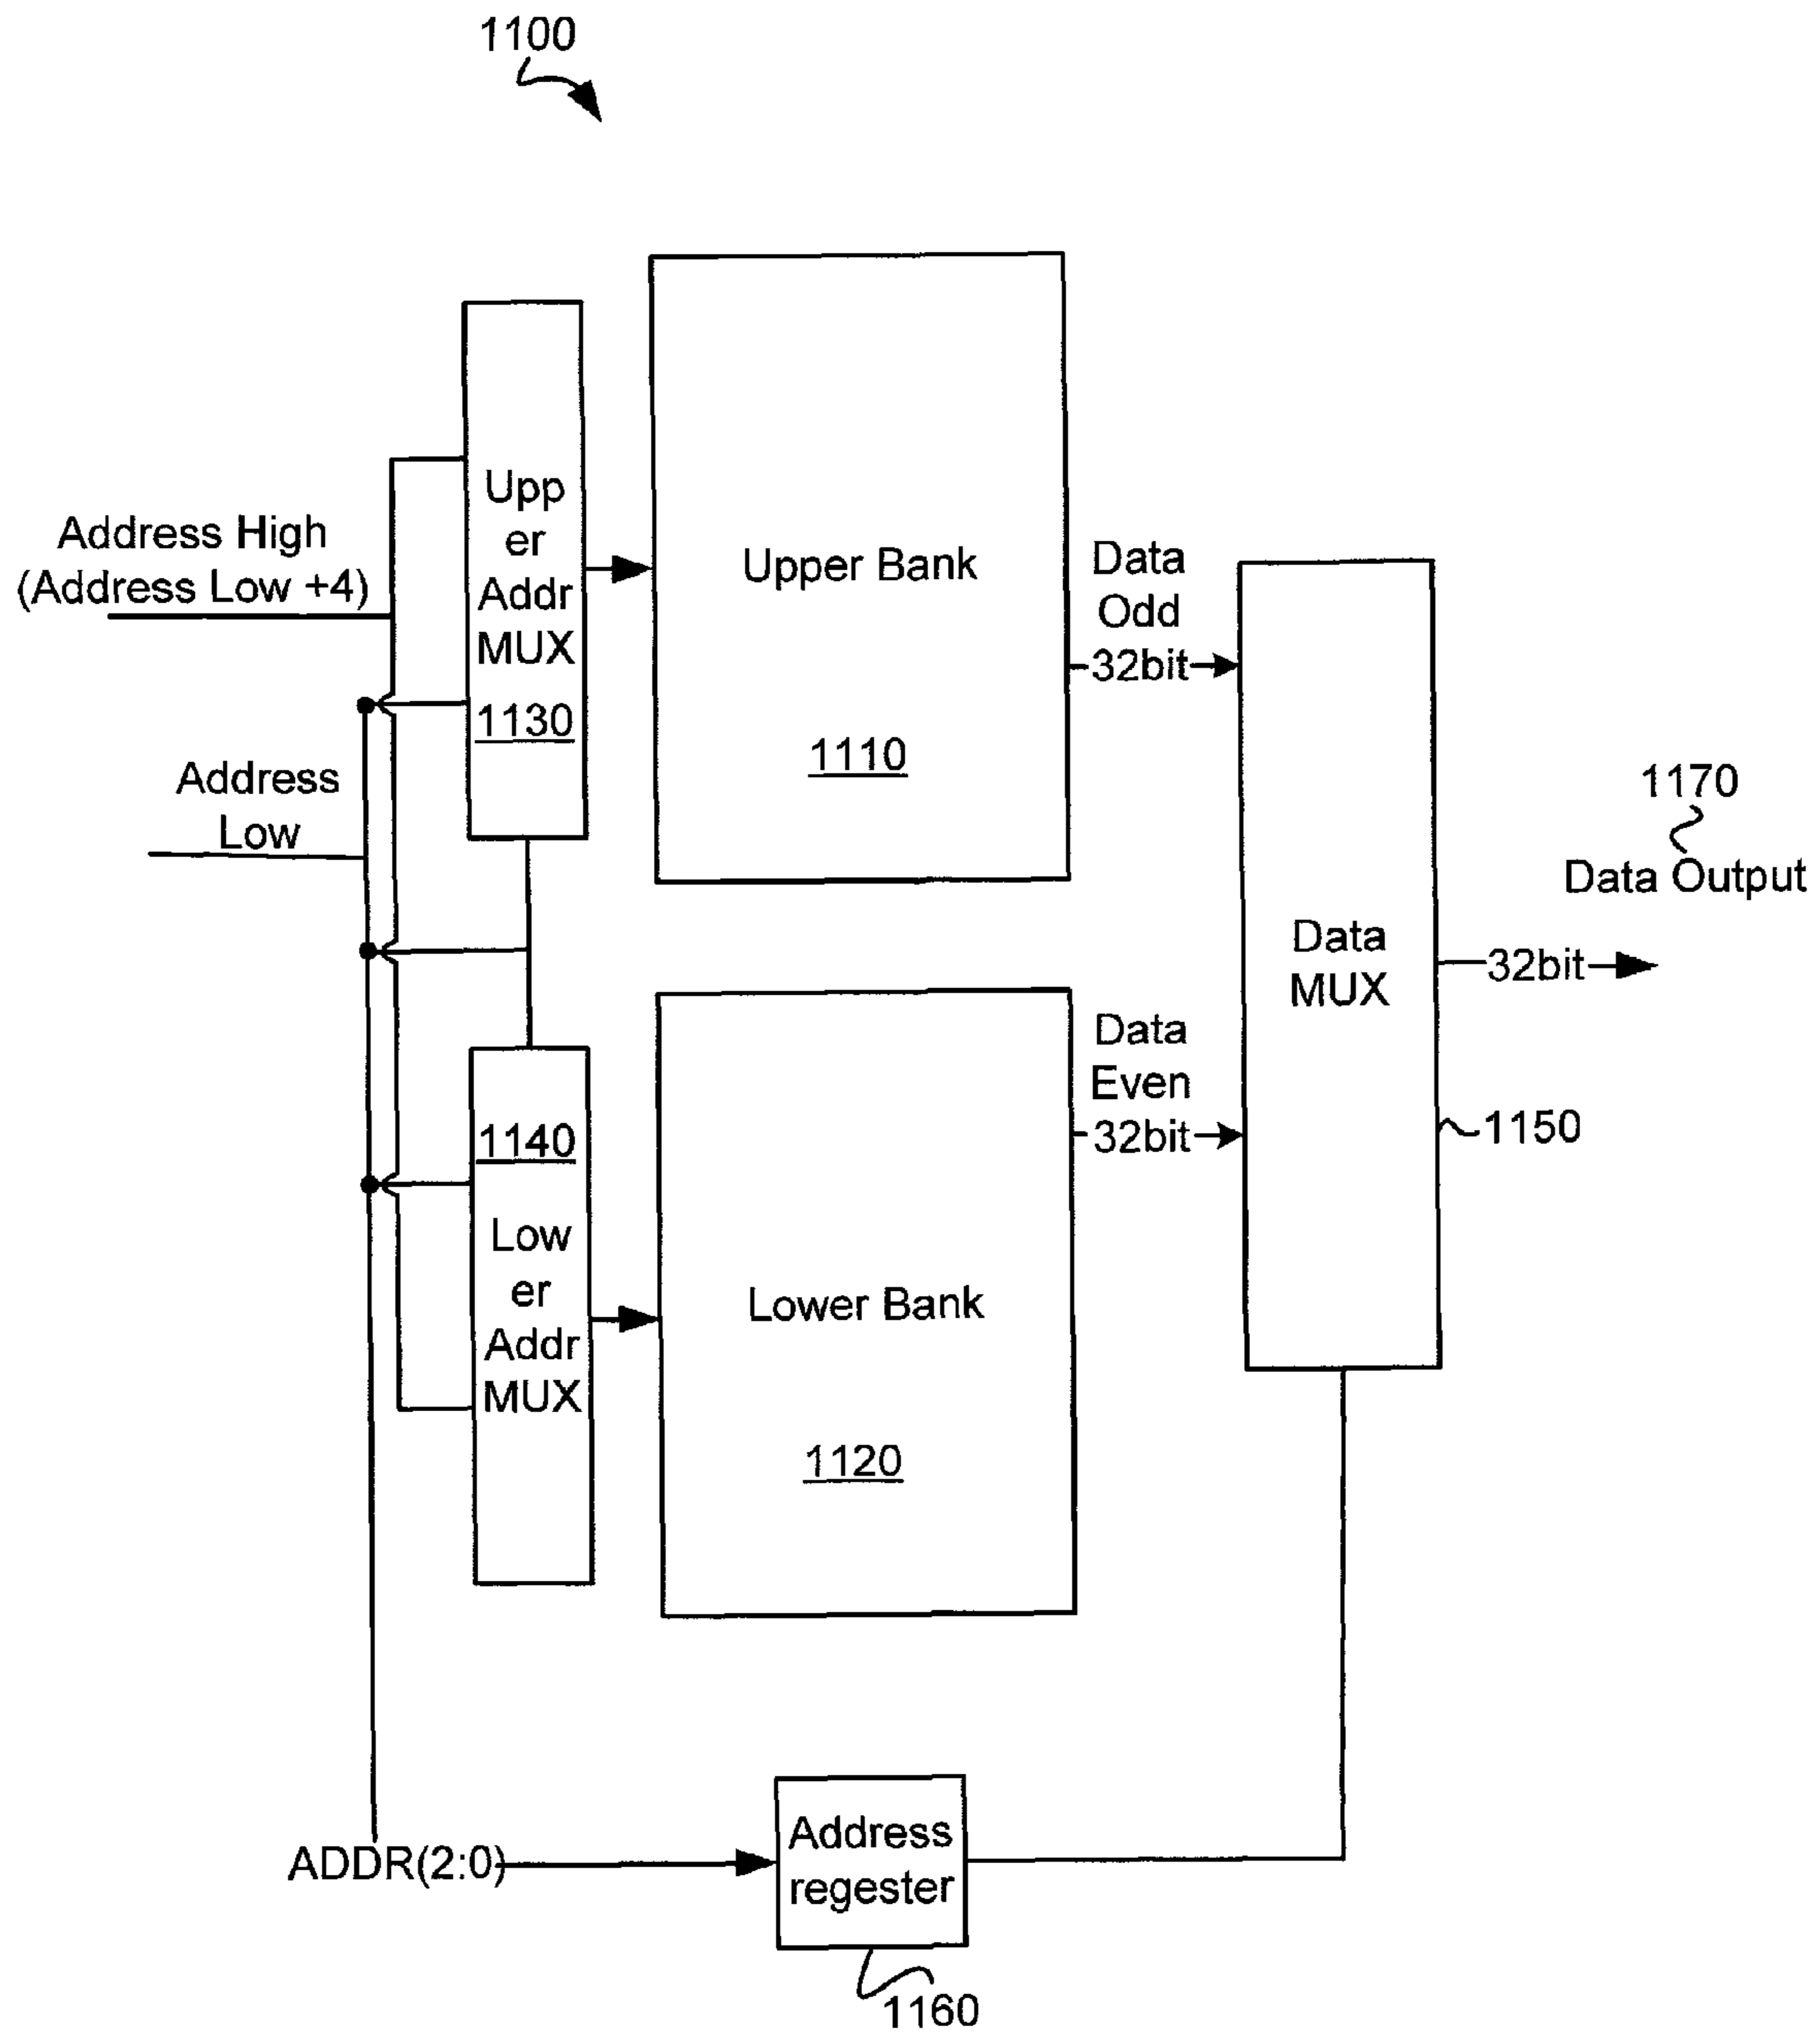 1100
Upp
er
Addr
MUX
1130
Address High
(Address Low +4)
Address
Low
Upper Bank
1110
Data
Odd
32bit
1170
Data Output
Data
MUX
32bit
1140
Low
er
Addr
MUX
Lower Bank
1120
Data
Even
32bit
1150
ADDR(2:0)
Address
regester
1160